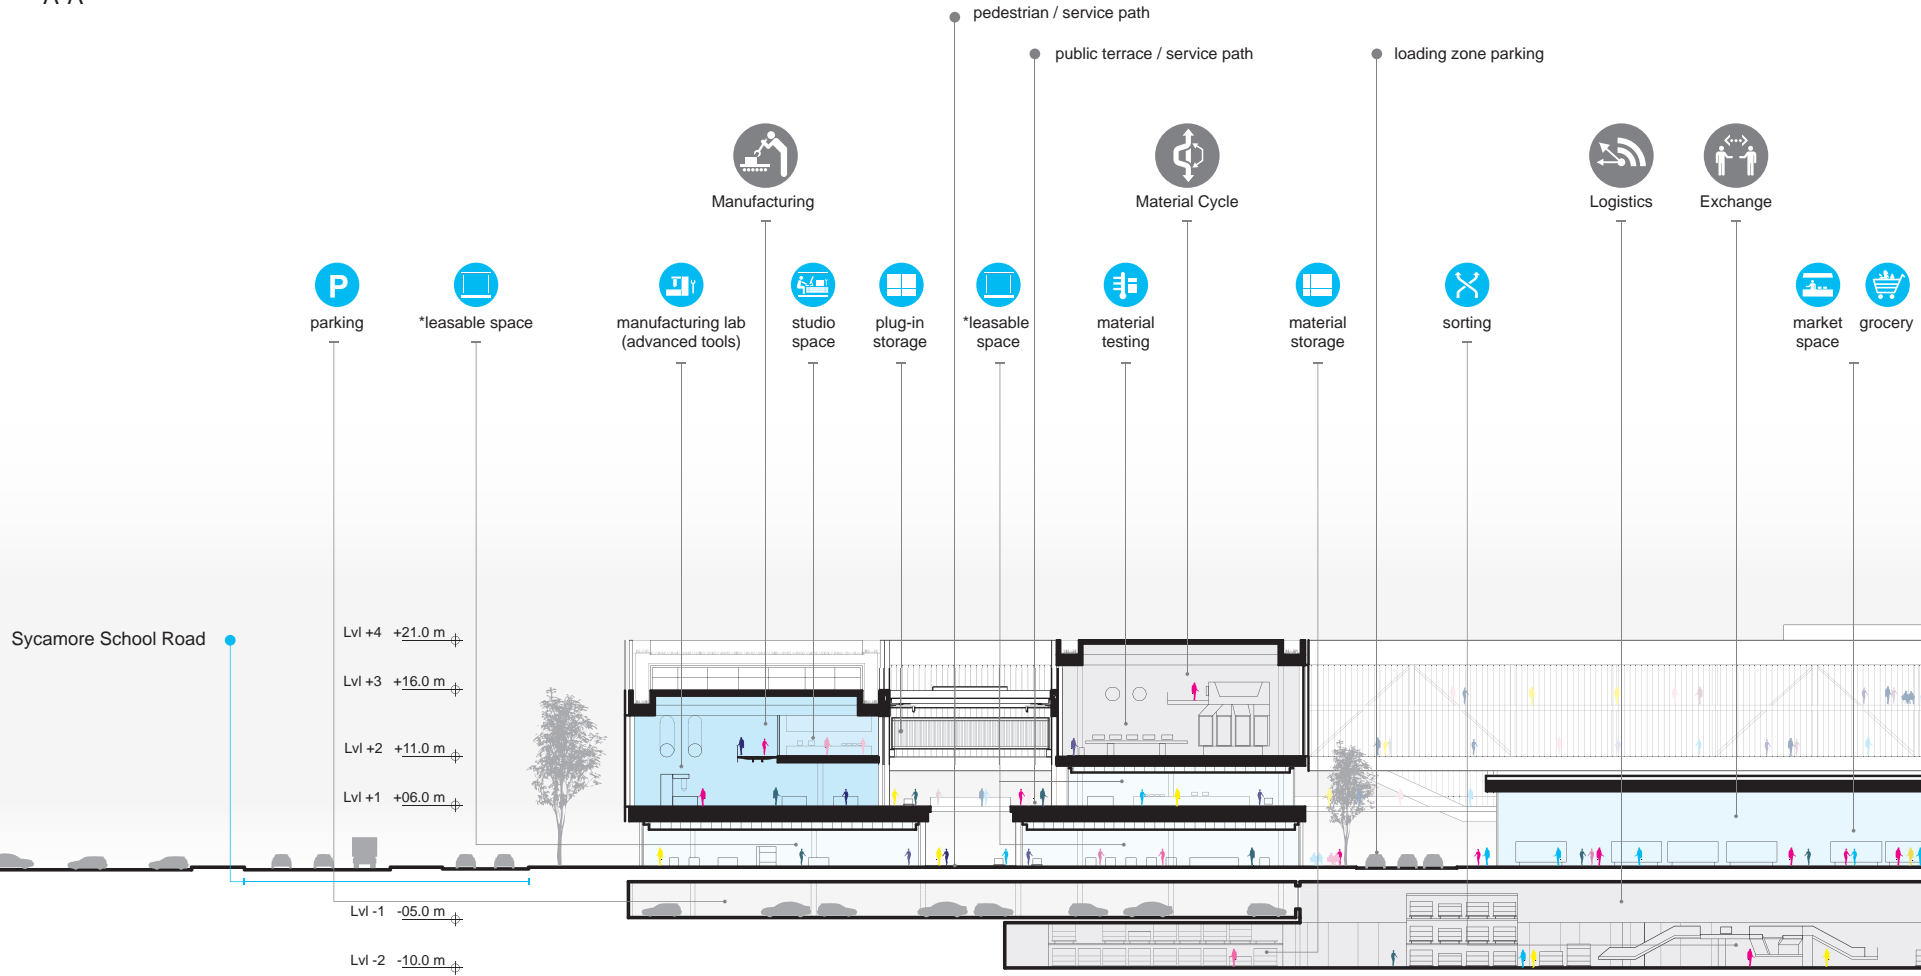 pedestrian / service path
public terrace / service path
loading zone parking
Manufacturing
Material Cycle
Logistics
Exchange
P
parking
*leasable space
manufacturing lab
(advanced tools)
studio
space
plug-in
storage
*leasable
space
material
testing
material
storage
sorting
market
space
grocery
Sycamore School Road
Lvl +4 +21.0 m
Lvl +3 +16.0 m
Lvl +2 +11.0 m
Lvl +1 +06.0 m
Lvl -1 -05.0 m
Lvl -2 -10.0 m